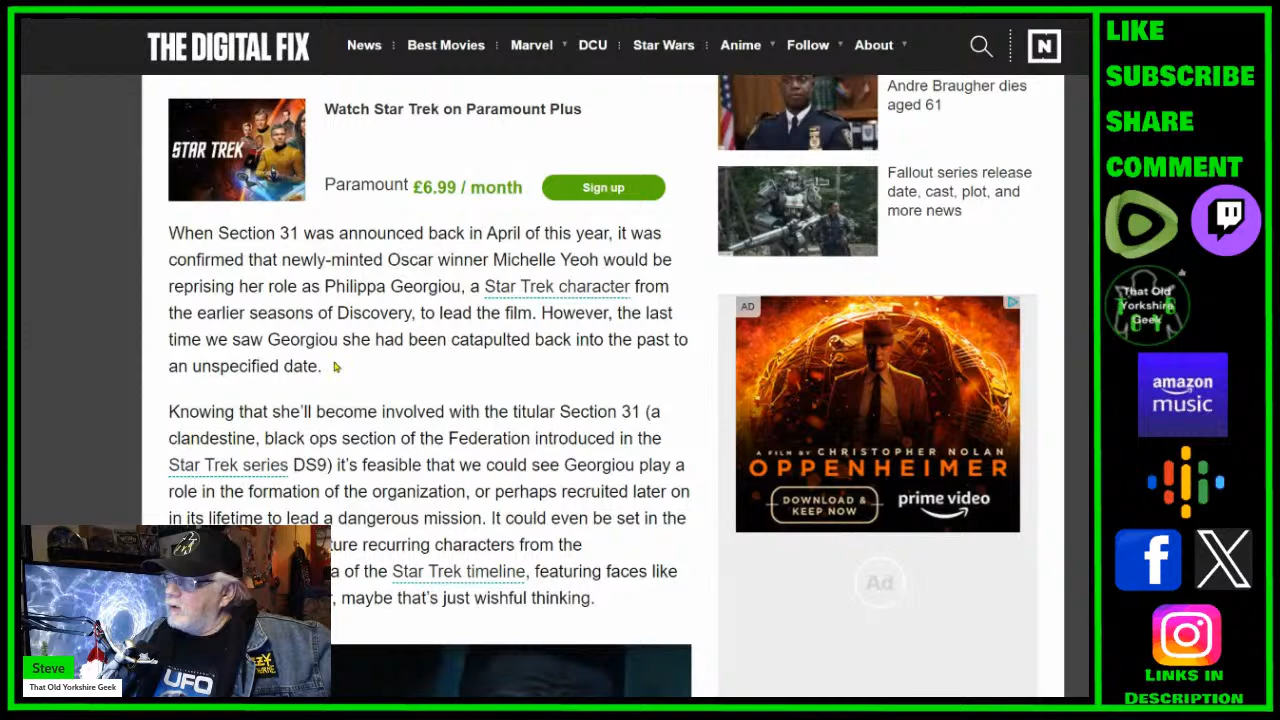 THE DIGITAL FIX
News
Best Movies
Marvel
DCU
Star Wars
Anime
Follow
About
N
STAR TREK
Watch Star Trek on Paramount Plus
Paramount £6.99 / month
Sign up
When Section 31 was announced back in April of this year, it was
confirmed that newly-minted Oscar winner Michelle Yeoh would be
reprising her role as Philippa Georgiou, a Star Trek character from
the earlier seasons of Discovery, to lead the film. However, the last
time we saw Georgiou she had been catapulted back into the past to
an unspecified date.
Knowing that she'll become involved with the titular Section 31 (a
clandestine, black ops section of the Federation introduced in the
Star Trek series DS9) it's feasible that we could see Georgiou play a
role in the formation of the organization, or perhaps recruited later on
in its lifetime to lead a dangerous mission. It could even be set in the
ture recurring characters from the
a of the Star Trek timeline, featuring faces like
, maybe that's just wishful thinking.
Andre Braugher dies
aged 61
Fallout series release
date, cast, plot, and
more news
AD
A FILM BY CHRISTOPHER NOLAN
OPPENHEIMER
DOWNLOAD &
KEEP NOW
prime video
Ad
UFO
Steve
That Old Yorkshire Geek
LIKE
SUBSCRIBE
SHARE
COMMENT
That Old
Yorkshire
Geek
amazon
music
LINKS IN
DESCRIPTION